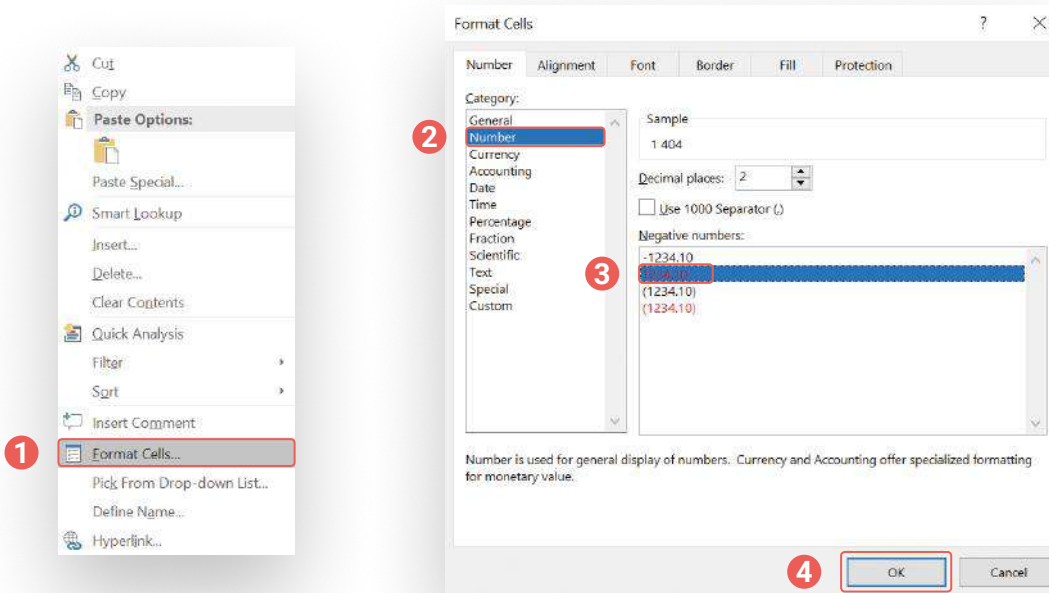 Cut
Copy
Paste Options:
Paste Special...
Smart Lookup
Insert...
Delete...
Clear Contents
Quick Analysis
Filter
Sort
Insert Comment
1
Format Cells...
Pick From Drop-down List...
Define Name...
Hyperlink...
Format Cells
?
Number Alignment Font Border Fill Protection
Category:
General
2
Number
Currency
Accounting
Date
Time
Percentage
Fraction
Scientific
Text
Special
Custom
Sample
1 404
Decimal places: 2
Use 1000 Separator (,)
Negative numbers:
-1234.10
3
1234.10
(1234.10)
(1234.10)
Number is used for general display of numbers. Currency and Accounting offer specialized formatting
for monetary value.
4
OK Cancel